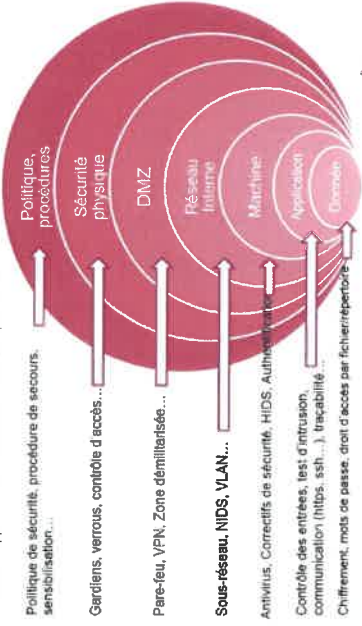 Politique de sécurité, procédure de secours,
sensibilisation...
Gardiens, verrous, contrôle d'accès...
Pare-feu, VPN, Zone démilitarisée...
Sous-réseau, NIDS, VLAN...
Antivirus, Correctifs de sécurité, HIDS, Authentification
Contrôle des entrées, test d'intrusion,
communication (https, ssh...), traçabilité...
Chiffrement, mots de passe, droit d'accès par fichier/répertoire
Politique,
procédures
Sécurité
physique
DMZ
Réseau
Interne
Machine
Application
Donnée